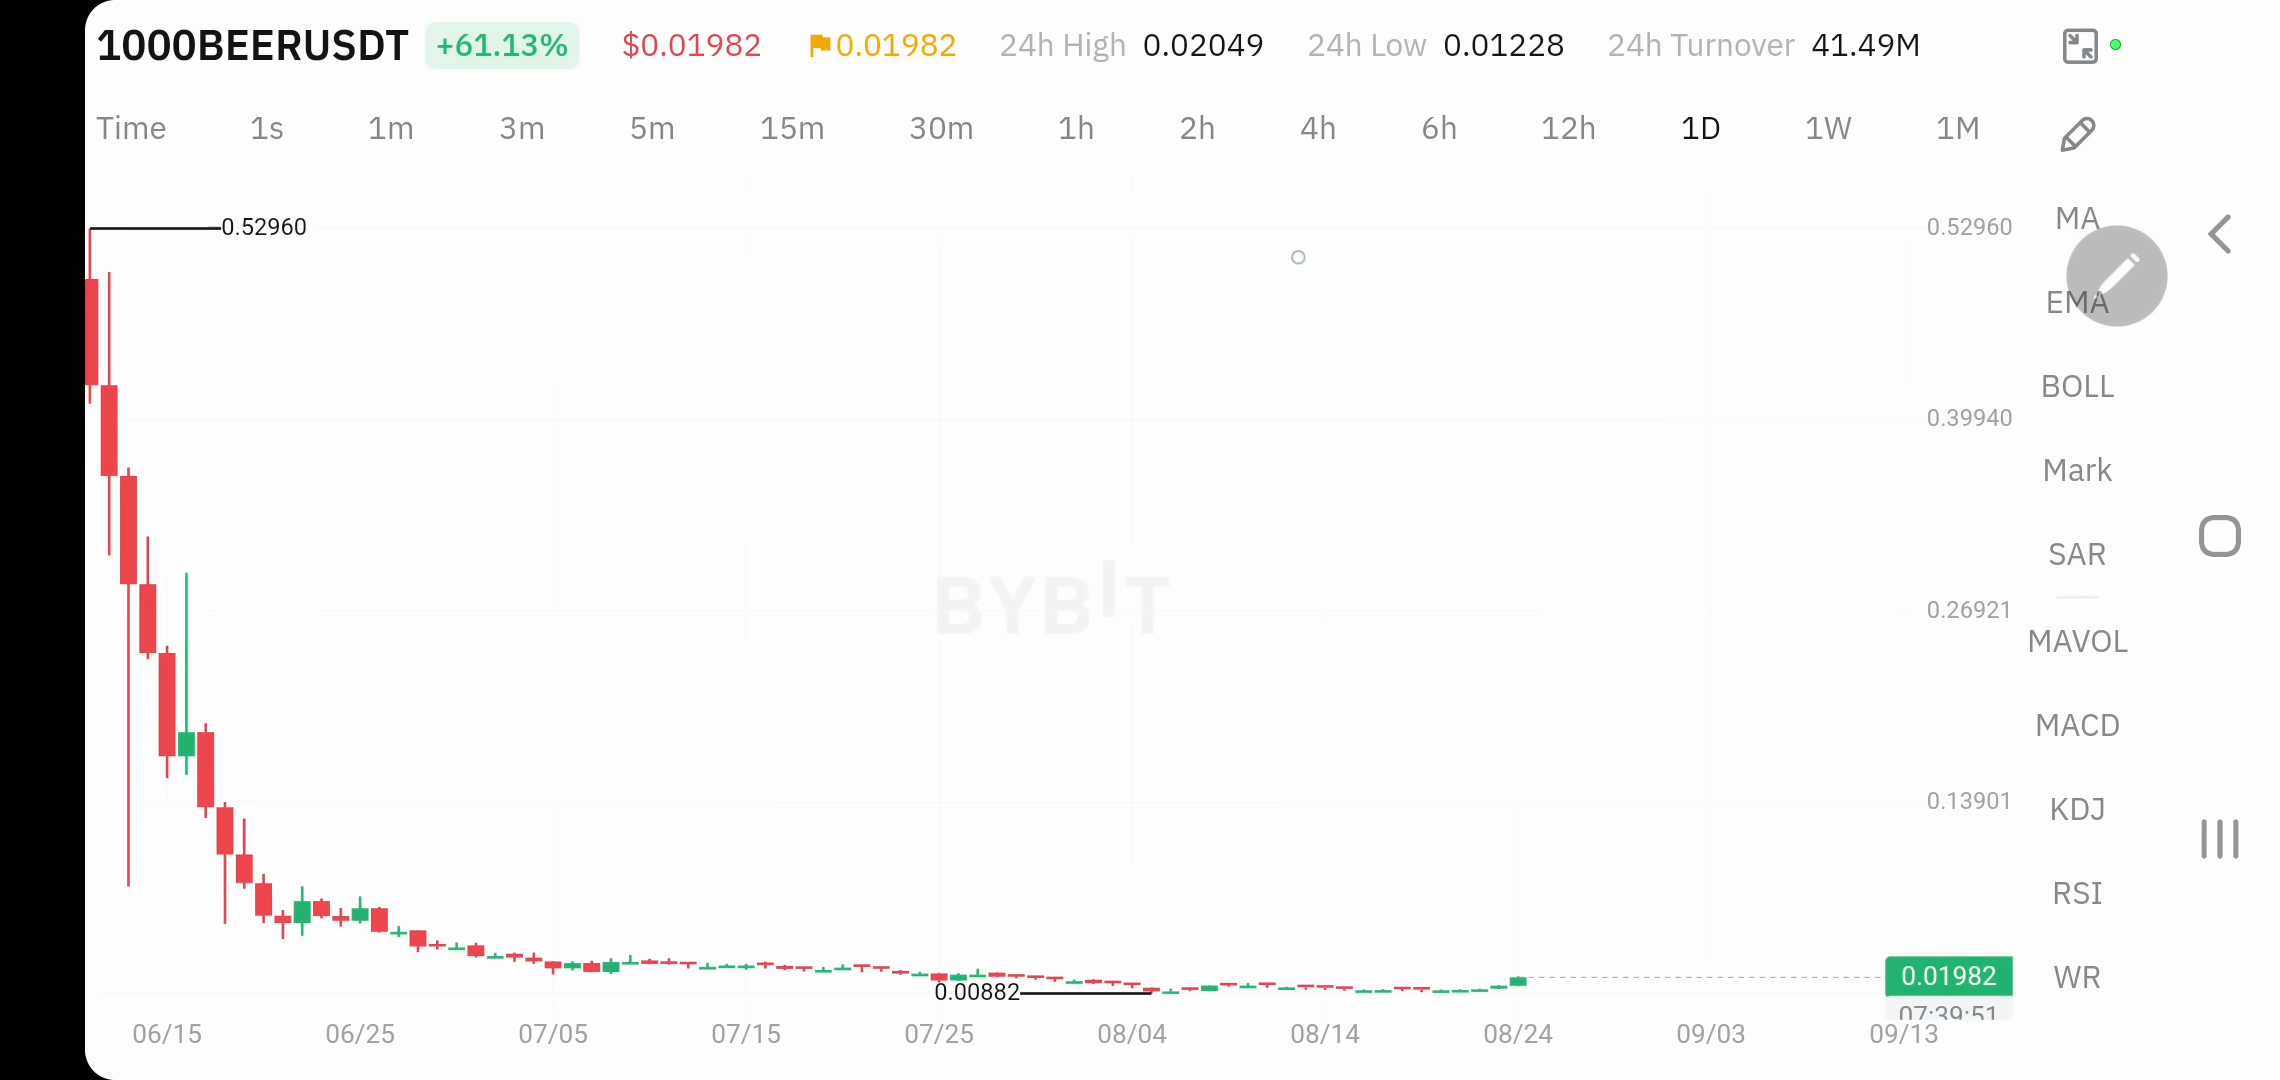 1000BEERUSDT +61.13% $0.01982 0.01982 24h High 0.02049 24h Low 0.01228 24h Turnover 41.49M
Time 1s 1m 3m 5m 15m 30m 1h 2h 4h 6h 12h 1D 1W 1M
MA
0.52960 0.52960
EMA
BOLL
0.39940
Mark
SAR
BYBIT
0.26921
MAVOL
MACD
0.13901
KDJ
RSI
0.01982 WR
0.00882
07:39:51
06/15 06/25 07/05 07/15 07/25 08/04 08/14 08/24 09/03 09/13